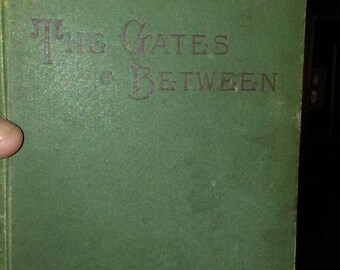 THE GATES
BETWEEN